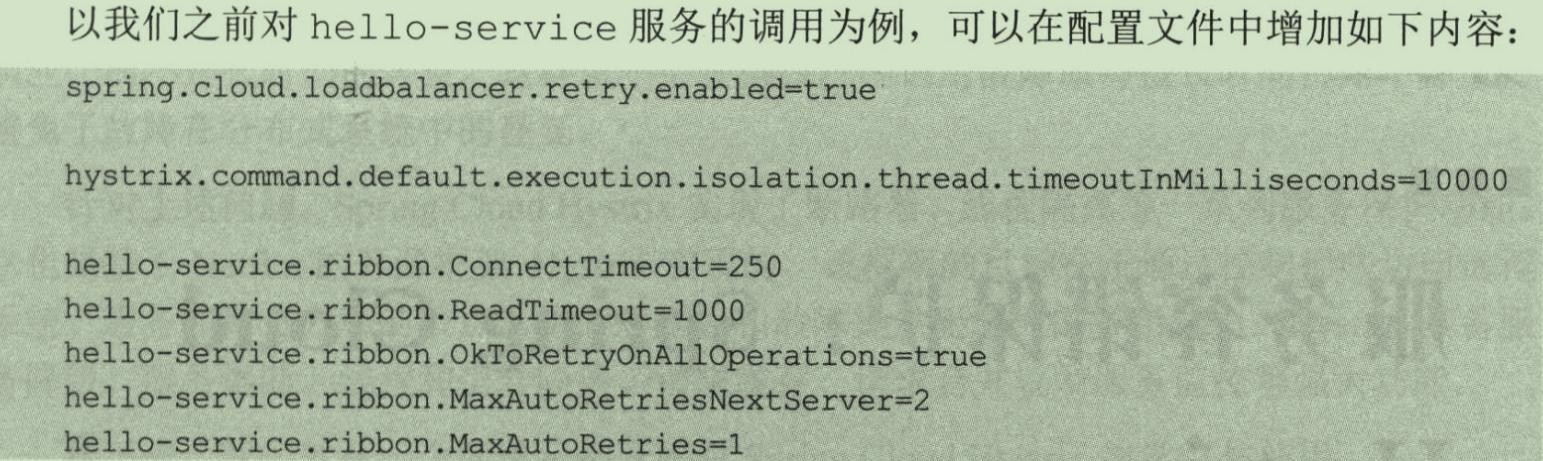 以我们之前对 hello-service 服务的调用为例，可以在配置文件中增加如下内容：
spring.cloud.loadbalancer.retry.enabled=true
hystrix.command.default.execution.isolation.thread.timeoutInMilliseconds=10000
hello-service.ribbon.ConnectTimeout=250
hello-service.ribbon.ReadTimeout=1000
hello-service.ribbon.OkToRetryOnAllOperations=true
hello-service.ribbon.MaxAutoRetriesNextServer=2
hello-service.ribbon.MaxAutoRetries=1